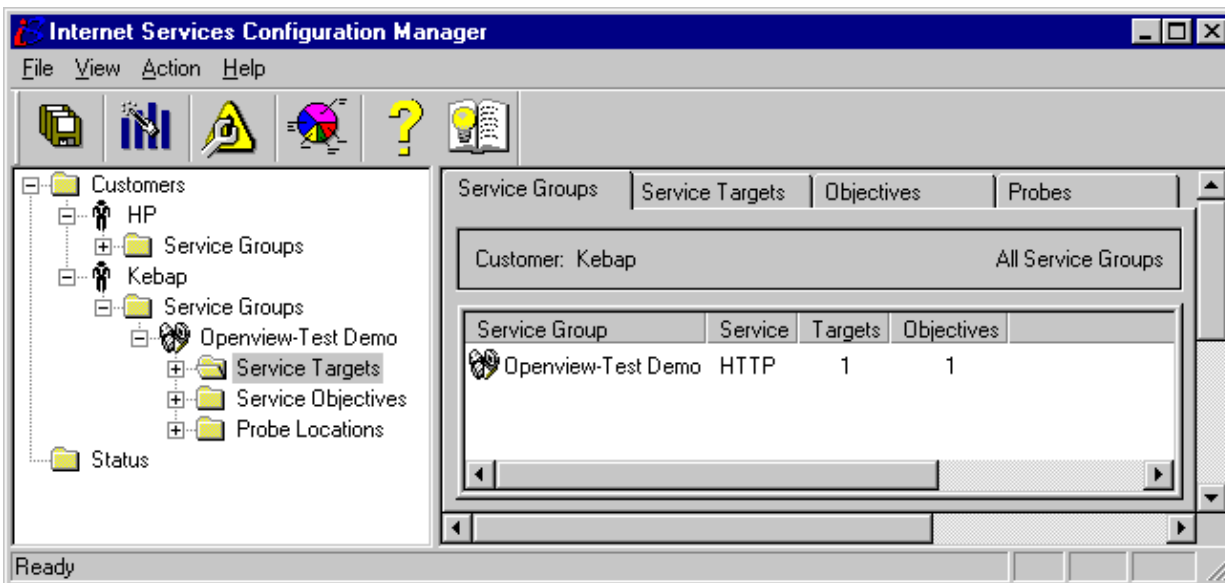 Internet Services Configuration Manager
File View Action Help
Customers
HP
Service Groups
Kebap
Service Groups
Openview-Test Demo
Service Targets
Service Objectives
Probe Locations
Status
Service Groups Service Targets Objectives Probes
Customer: Kebap All Service Groups
Service Group Service Targets Objectives
Openview-Test Demo HTTP 1 1
Ready